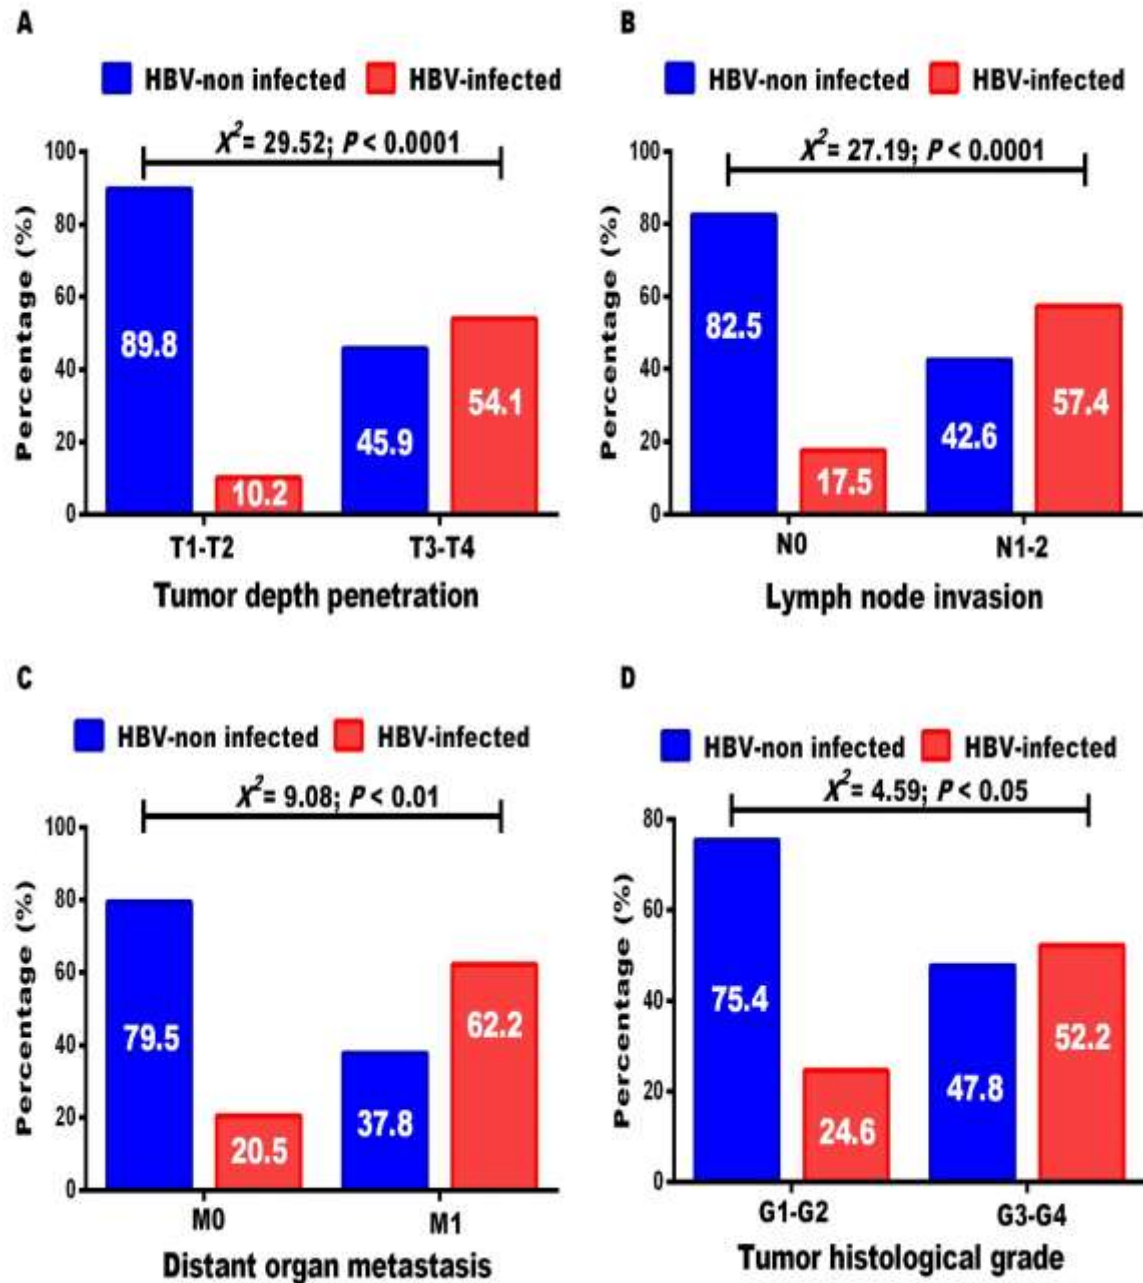 A
HBV-non infected HBV-infected
X²= 29.52; P < 0.0001
Percentage (%)
100
80
60
40
20
0
89.8
10.2
45.9
54.1
T1-T2 T3-T4
Tumor depth penetration
B
HBV-non infected HBV-infected
X²= 27.19; P < 0.0001
Percentage (%)
100
80
60
40
20
0
82.5
17.5
42.6
57.4
N0 N1-2
Lymph node invasion
C
HBV-non infected HBV-infected
X²= 9.08; P < 0.01
Percentage (%)
100
80
60
40
20
0
79.5
20.5
37.8
62.2
M0 M1
Distant organ metastasis
D
HBV-non infected HBV-infected
X²= 4.59; P < 0.05
Percentage (%)
80
60
40
20
0
75.4
24.6
47.8
52.2
G1-G2 G3-G4
Tumor histological grade